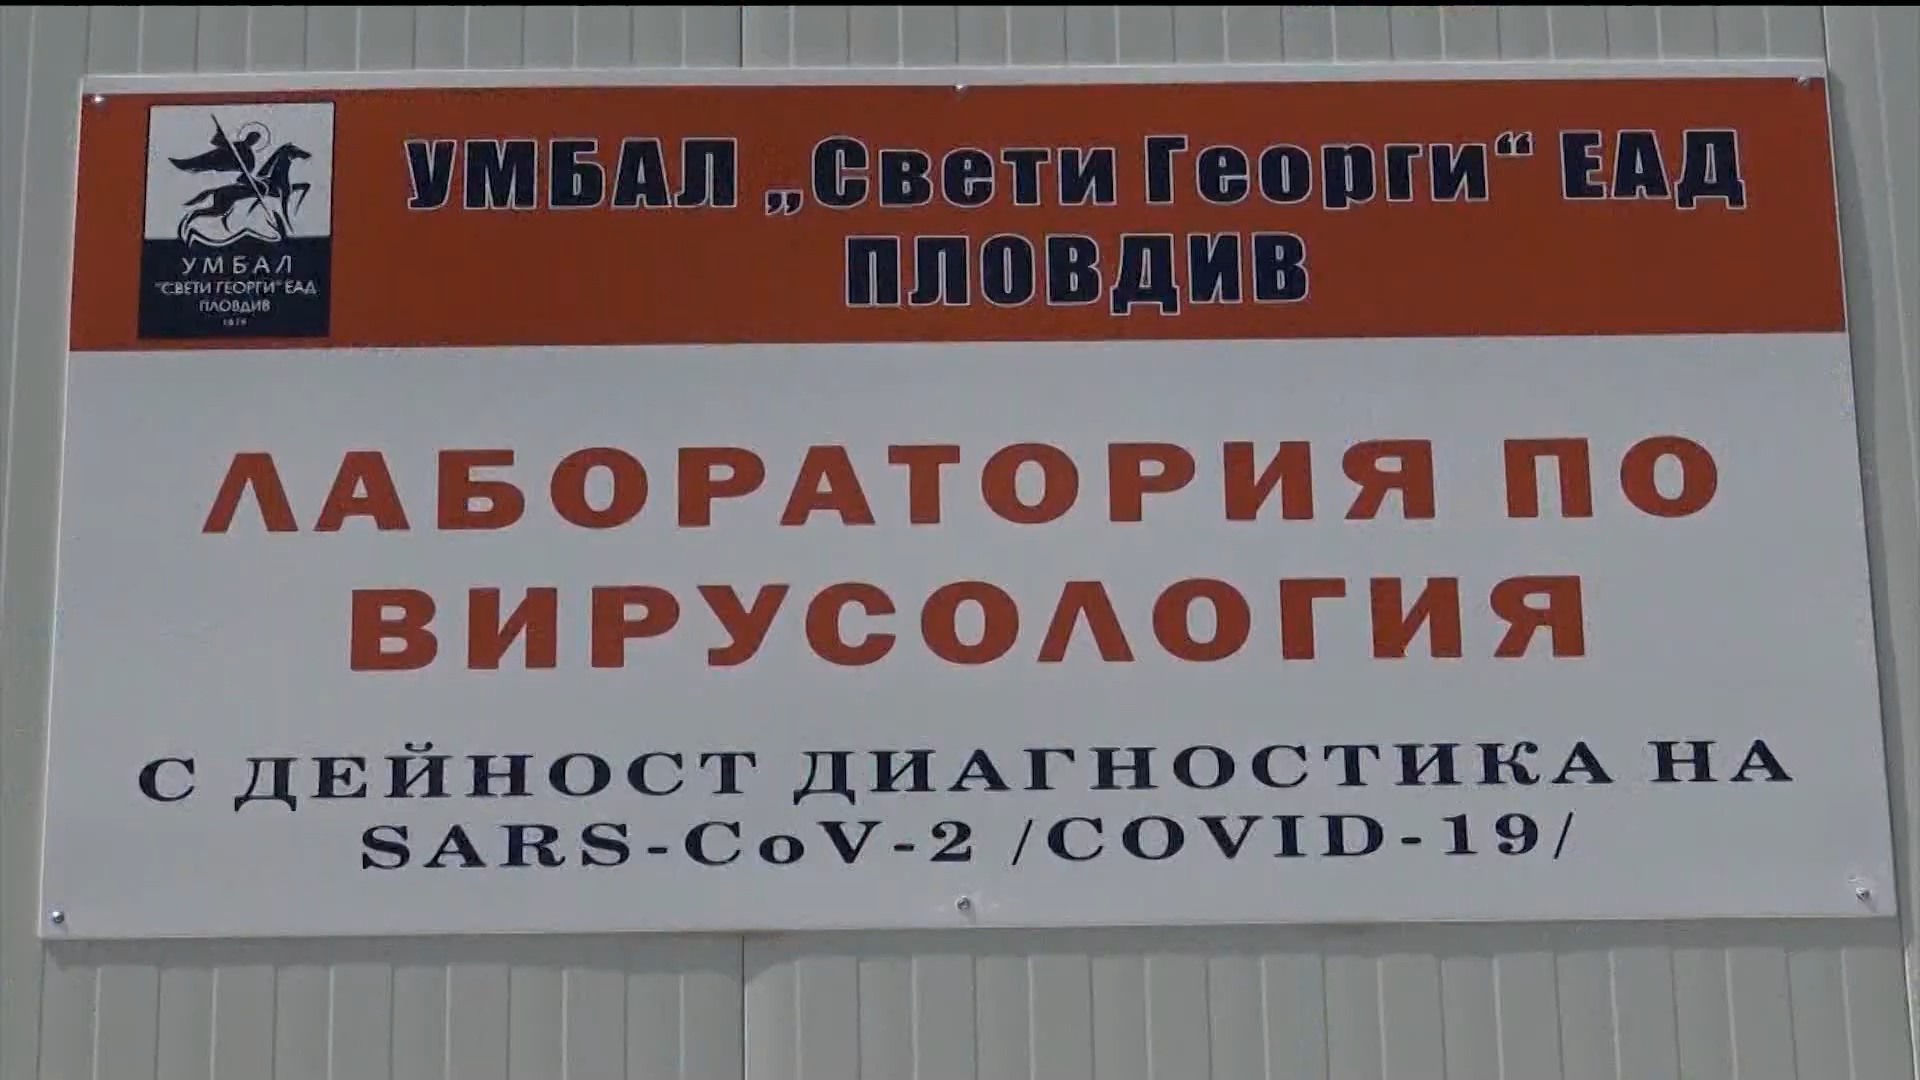 УМБАЛ „Свети Георги“ ЕАД
ПЛОВДИВ
УМБАЛ
"СВЕТИ ГЕОРГИ" ЕАД
ПЛОВДИВ
ЛАБОРАТОРИЯ ПО
ВИРУСОЛОГИЯ
С ДЕЙНОСТ ДИАГНОСТИКА НА
SARS-CoV-2 /COVID-19/